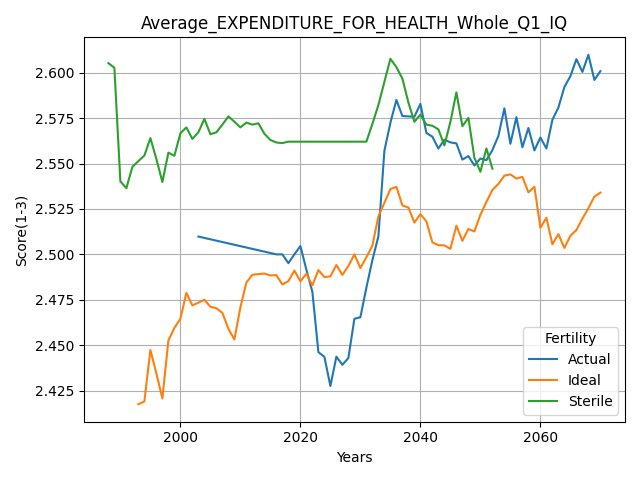 Average_EXPENDITURE_FOR_HEALTH_Whole_Q1_IQ
Score(1-3)
2.600
2.575
2.550
2.525
2.500
2.475
2.450
2.425
2000
2020
2040
2060
Years
Fertility
Actual
Ideal
Sterile